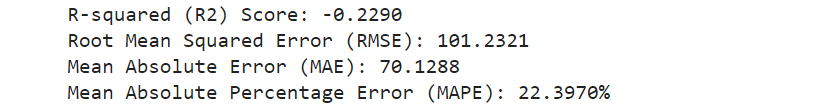 R-squared (R2) Score: -0.2290
Root Mean Squared Error (RMSE): 101.2321
Mean Absolute Error (MAE): 70.1288
Mean Absolute Percentage Error (MAPE): 22.3970%